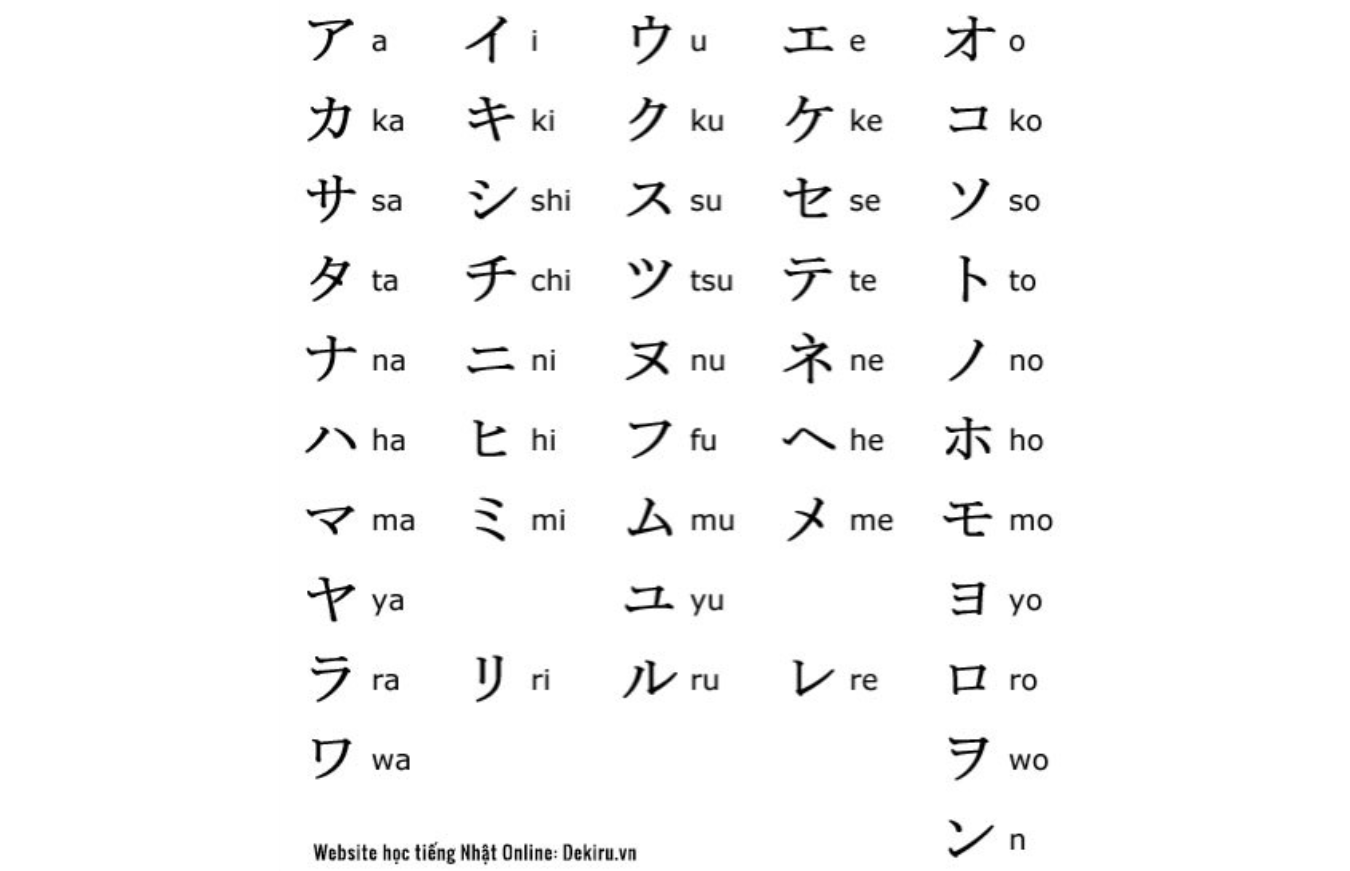 ア a イ i ウ u エ e オ o
カ ka キ ki ク ku ケ ke コ ko
サ sa シ shi ス su セ se ソ so
タ ta チ chi ツ tsu テ te ト to
ナ na ニ ni ヌ nu ネ ne ノ no
ハ ha ヒ hi フ fu ヘ he ホ ho
マ ma ミ mi ム mu メ me モ mo
ヤ ya ユ yu ヨ yo
ラ ra リ ri ル ru レ re ロ ro
ワ wa ヲ wo
ン n
Website học tiếng Nhật Online: Dekiru.vn